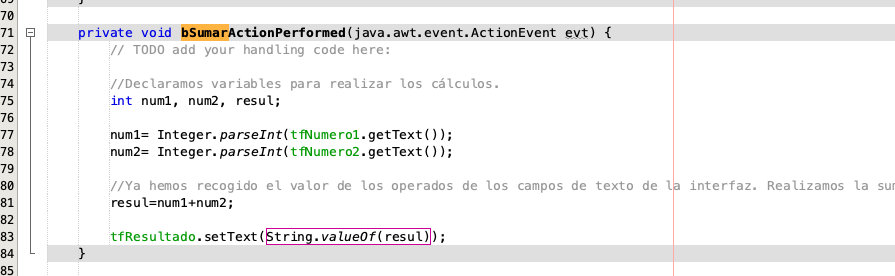 70
71 private void bSumarActionPerformed(java.awt.event.ActionEvent evt) {
72 // TODO add your handling code here:
73
74 //Declaramos variables para realizar los cálculos.
75 int num1, num2, resul;
76
77 num1= Integer.parseInt(tfNumero1.getText());
78 num2= Integer.parseInt(tfNumero2.getText());
79
80 //Ya hemos recogido el valor de los operados de los campos de texto de la interfaz. Realizamos la
81 resul=num1+num2;
82
83 tfResultado.setText(String.valueOf(resul));
84 }
85